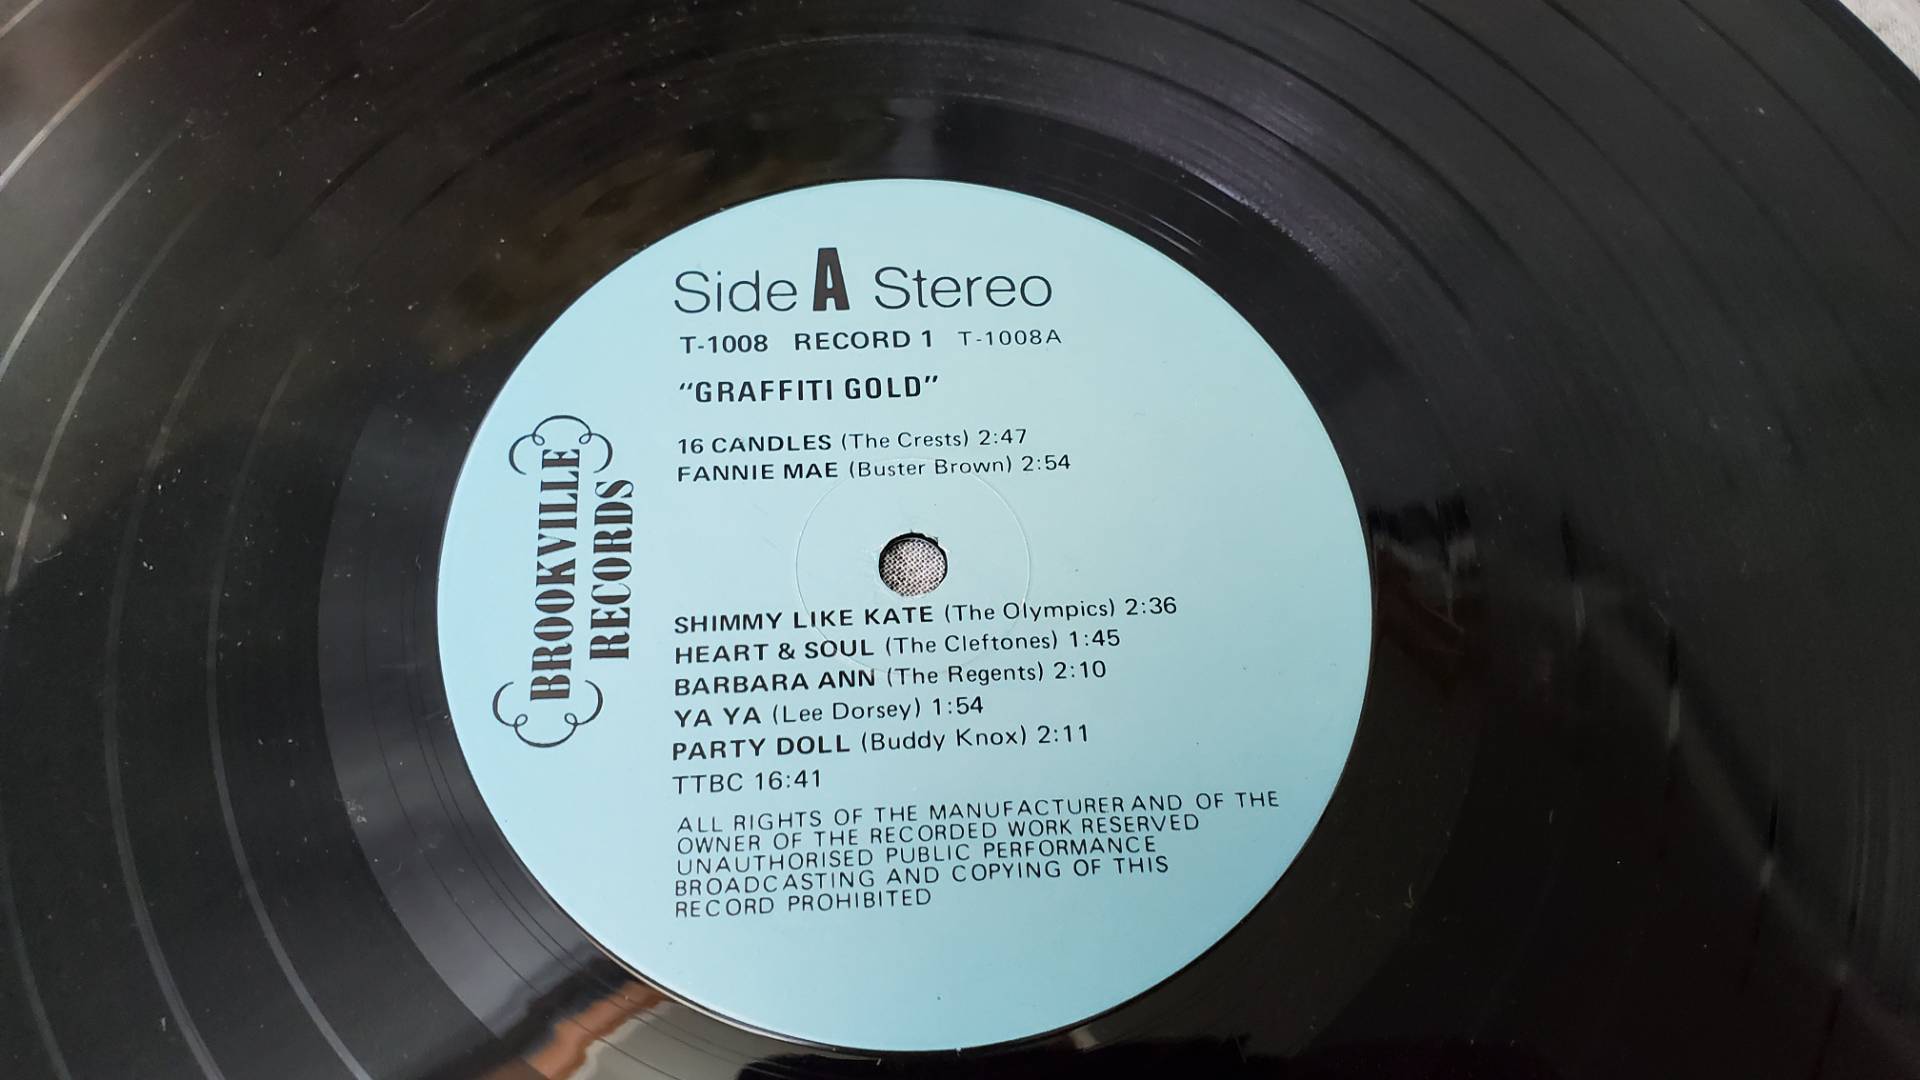 Side A Stereo
T-1008 RECORD 1 T-1008A
"GRAFFITI GOLD"
16 CANDLES (The Crests) 2:47
FANNIE MAE (Buster Brown) 2:54
BROOKVILLE
RECORDS
SHIMMY LIKE KATE (The Olympics) 2:36
HEART & SOUL (The Cleftones) 1:45
BARBARA ANN (The Regents) 2:10
YA YA (Lee Dorsey) 1:54
PARTY DOLL (Buddy Knox) 2:11
TTBC 16:41
ALL RIGHTS OF THE MANUFACTURER AND OF THE
OWNER OF THE RECORDED WORK RESERVED
UNAUTHORISED PUBLIC PERFORMANCE
BROADCASTING AND COPYING OF THIS
RECORD PROHIBITED